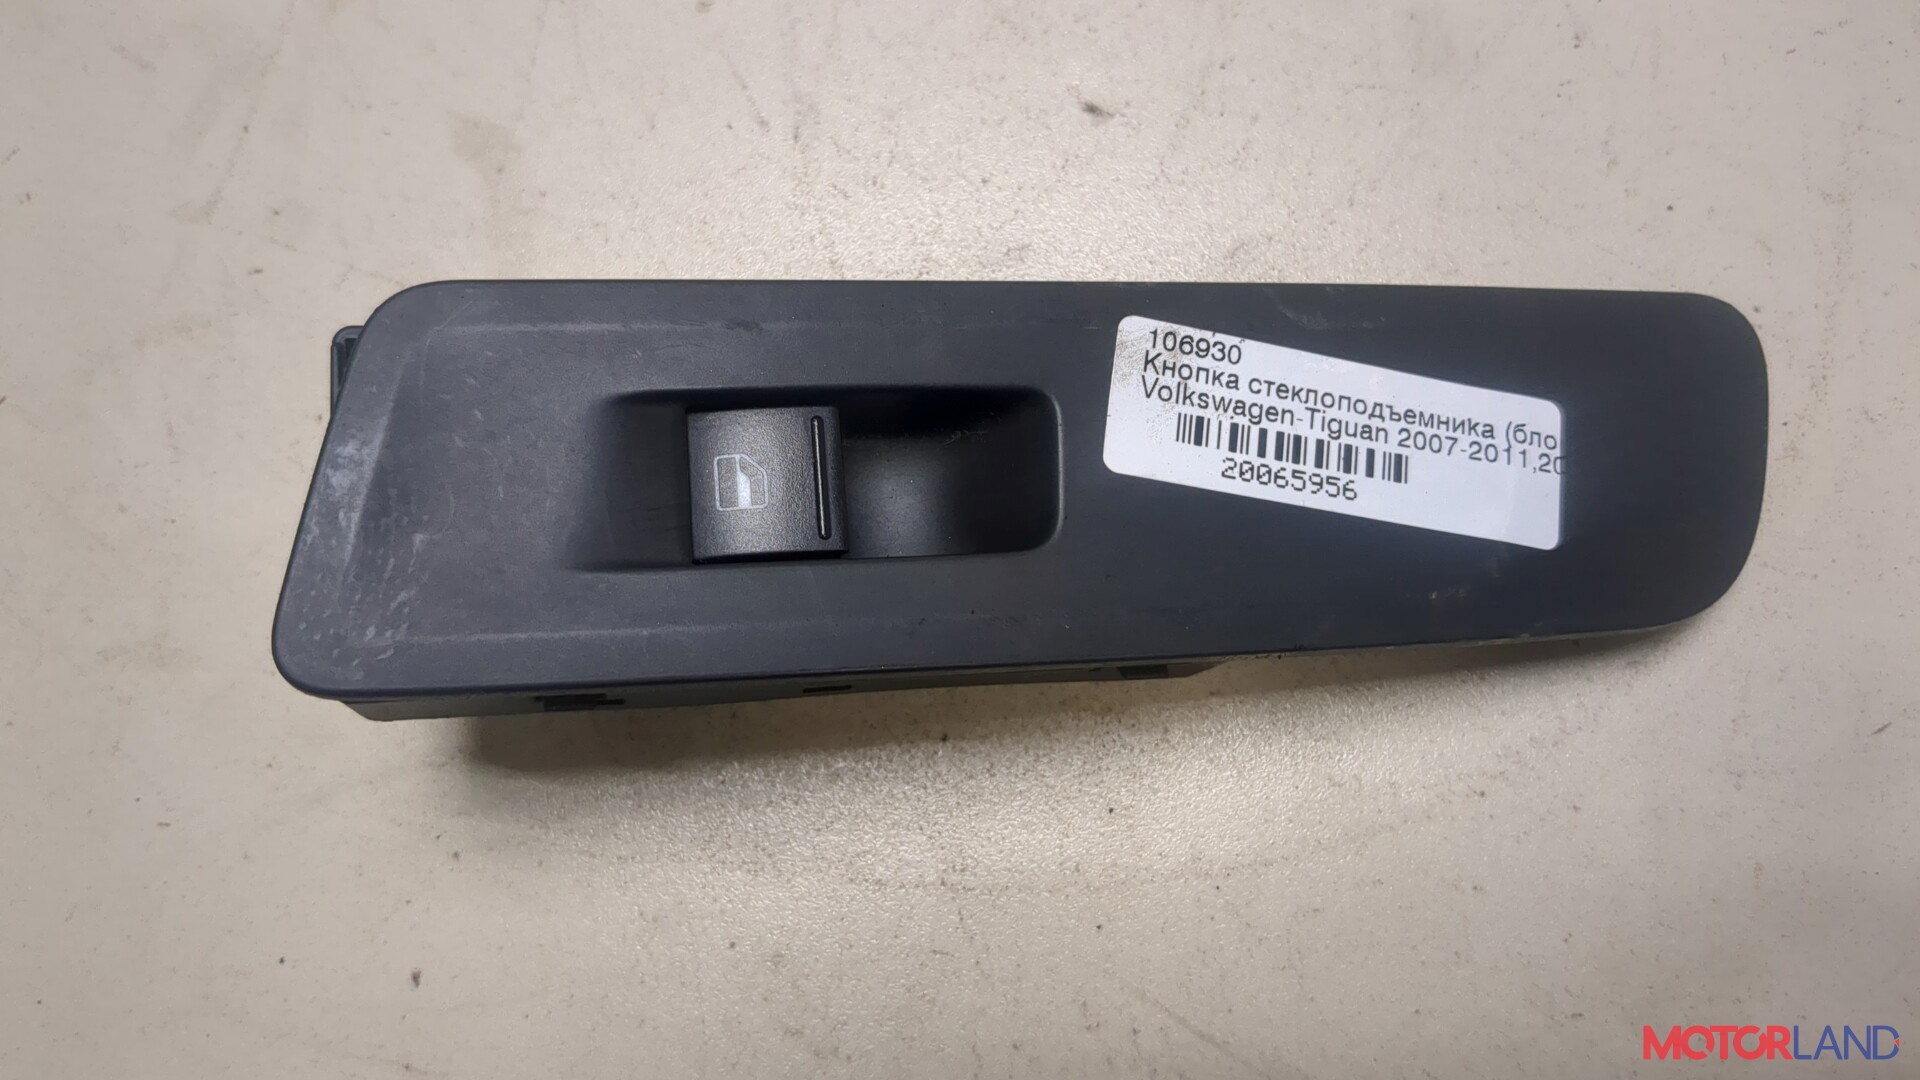 106930
Кнопка стеклоподъемника (бло
Volkswagen-Tiguan 2007-2011,20
20065956
MOTORLAND